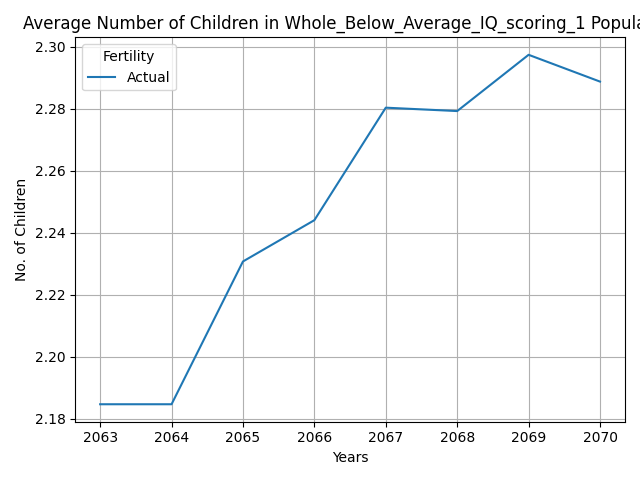 Average Number of Children in Whole_Below_Average_IQ_scoring_1 Popula
Fertility
Actual
2.30
2.28
2.26
2.24
2.22
2.20
2.18
No. of Children
2063 2064 2065 2066 2067 2068 2069 2070
Years